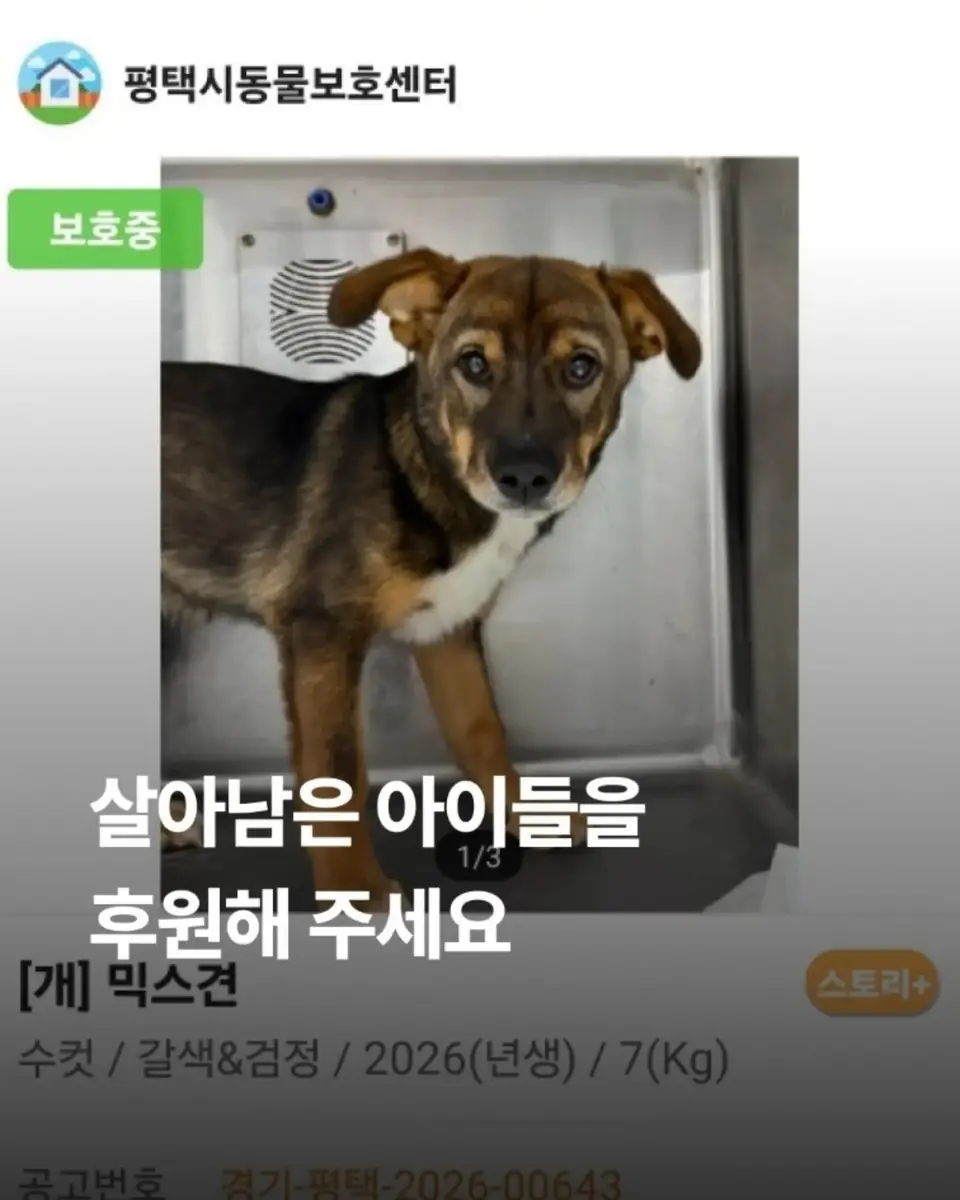 평택시동물보호센터
보호중
살아남은 아이들을
1/3
후원해 주세요
[개] 믹스견
스토리+
수컷 / 갈색&검정 / 2026(년생) / 7(Kg)
공고번호 경기-평택-2026-00643